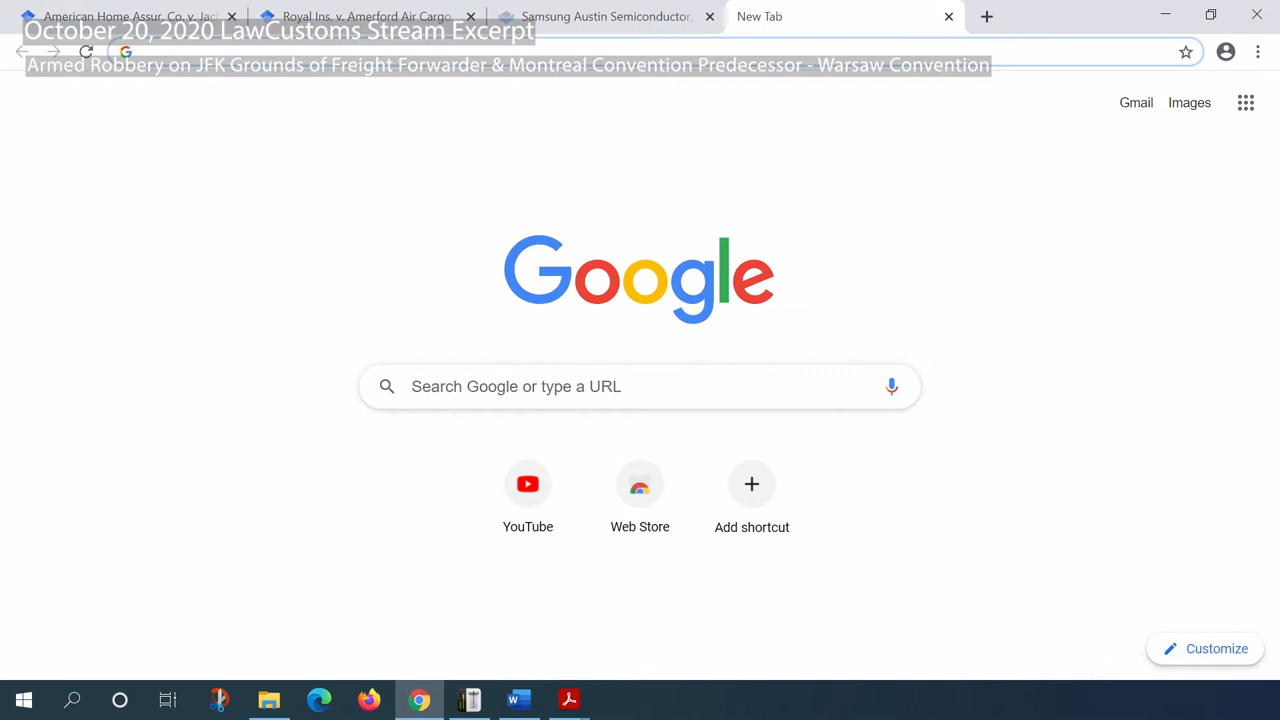 American Home Assur, Co. v. Jac
Royal Ins. v. Amerford Air Cargo,
Samsung Austin Semiconductor,
New Tab
October 20, 2020 LawCustoms Stream Excerpt
Armed Robbery on JFK Grounds of Freight Forwarder & Montreal Convention Predecessor - Warsaw Convention
Gmail
Images
Google
Search Google or type a URL
YouTube
Web Store
Add shortcut
Customize